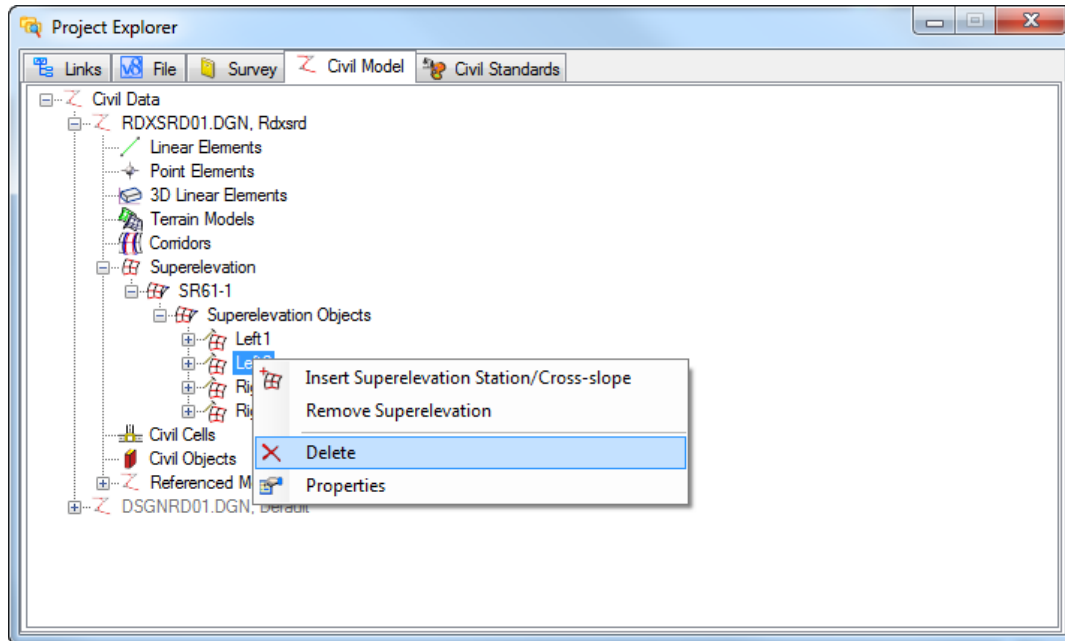 Project Explorer
Links File Survey Civil Model Civil Standards
Civil Data
RDXSRD01.DGN, Rdxsrd
Linear Elements
Point Elements
3D Linear Elements
Terrain Models
Corridors
Superelevation
SR61-1
Superelevation Objects
Left1
Insert Superelevation Station/Cross-slope
Remove Superelevation
Delete
Properties
Civil Cells
Civil Objects
Referenced M
DSGNRD01.DGN, Default